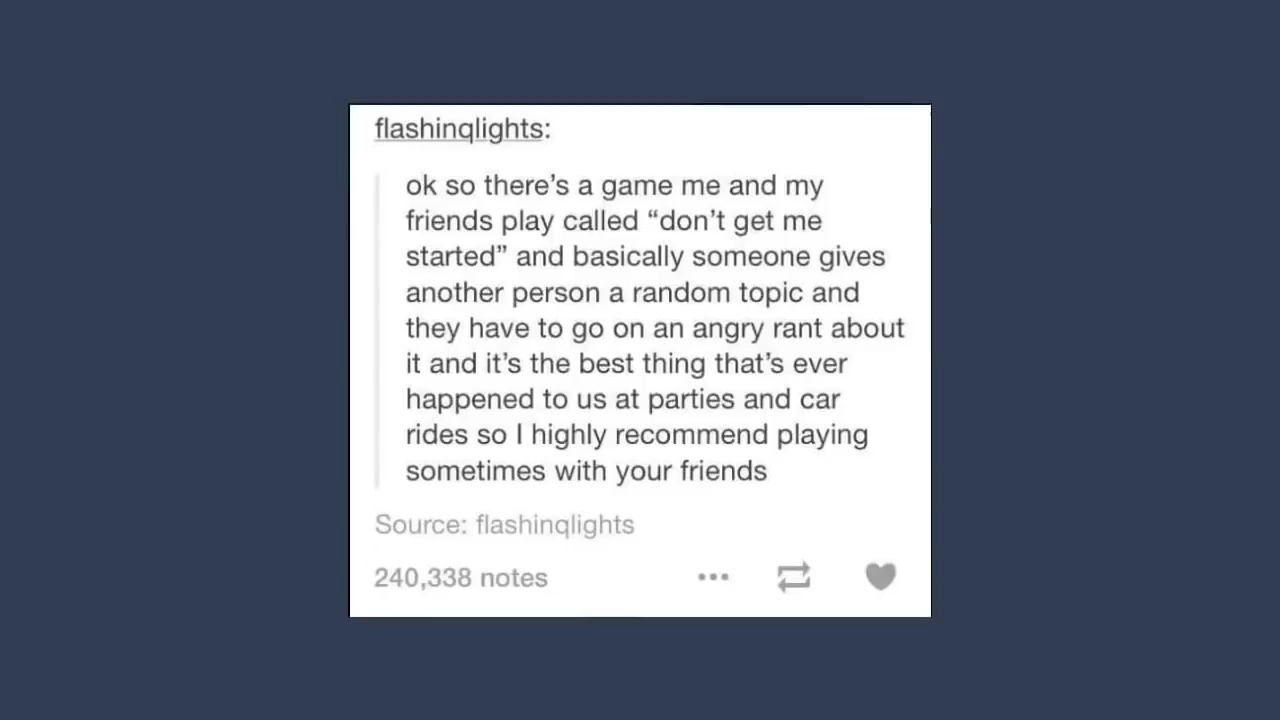 flashinqlights:
ok so there’s a game me and my
friends play called “don’t get me
started” and basically someone gives
another person a random topic and
they have to go on an angry rant about
it and it’s the best thing that’s ever
happened to us at parties and car
rides so I highly recommend playing
sometimes with your friends
Source: flashinqlights
240,338 notes